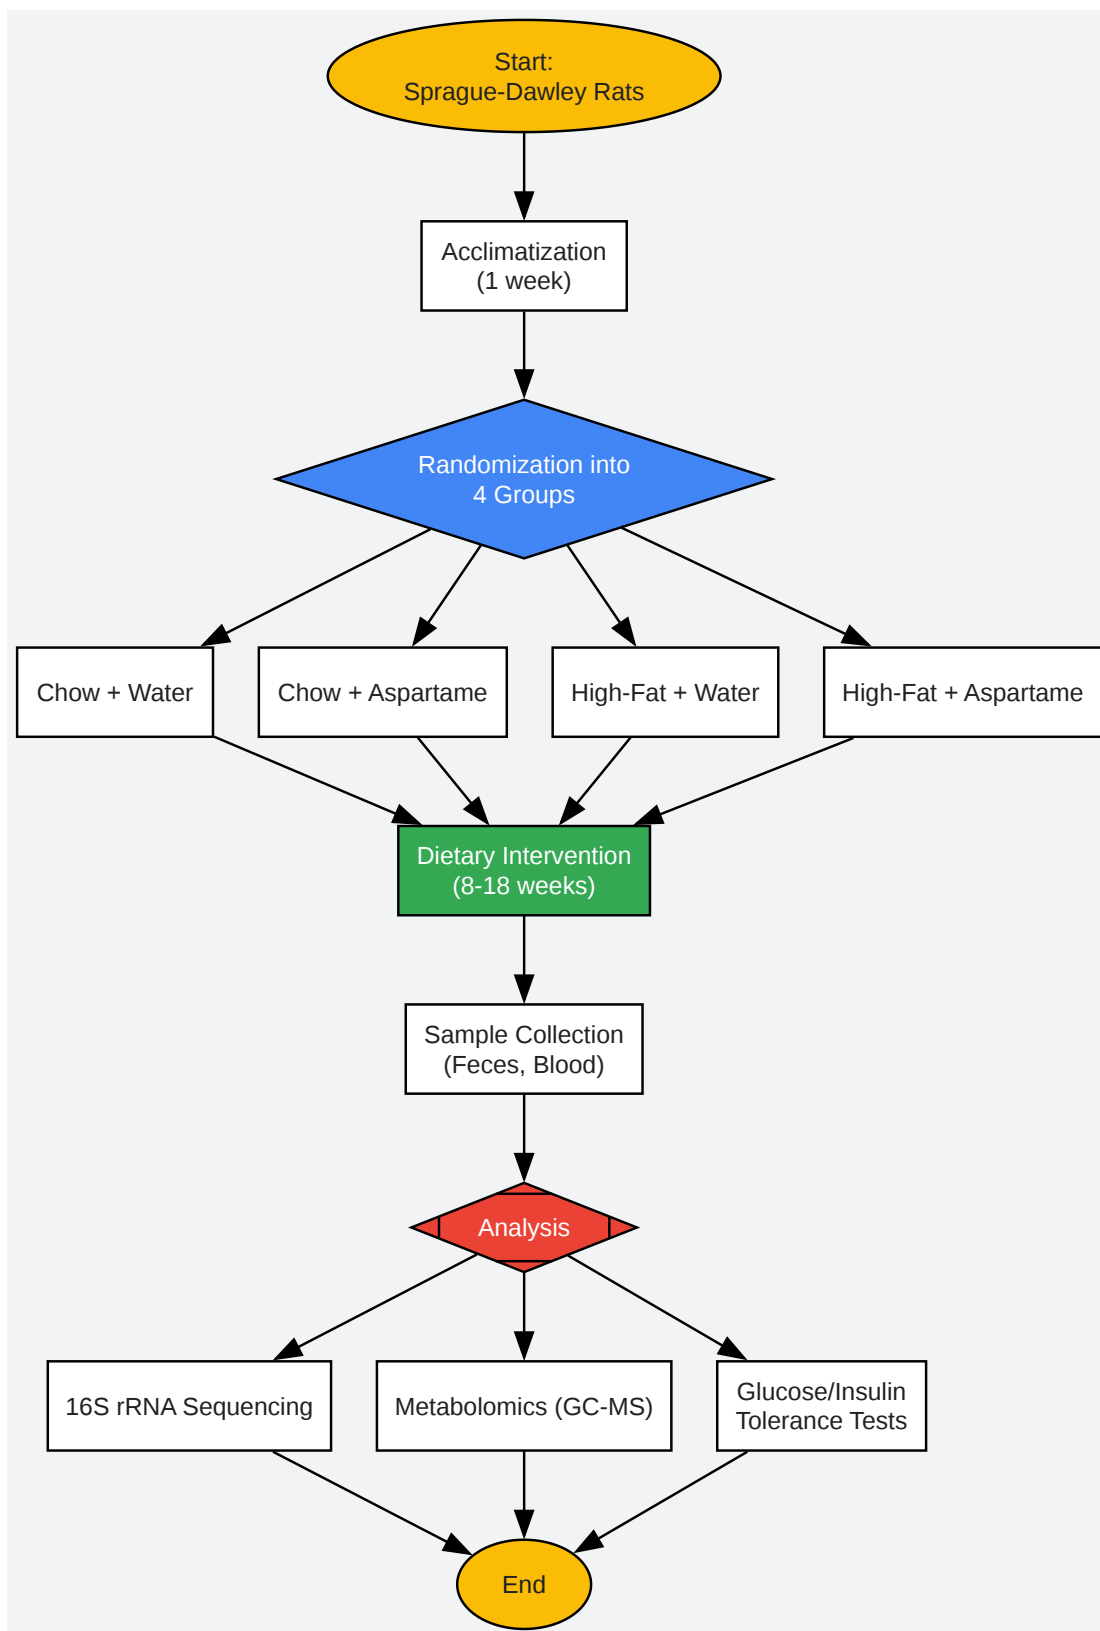 Start:
Sprague-Dawley Rats
Acclimatization
(1 week)
Randomization into
4 Groups
Chow + Water
Chow + Aspartame
High-Fat + Water
High-Fat + Aspartame
Dietary Intervention
(8-18 weeks)
Sample Collection
(Feces, Blood)
Analysis
16S rRNA Sequencing
Metabolomics (GC-MS)
Glucose/Insulin
Tolerance Tests
End